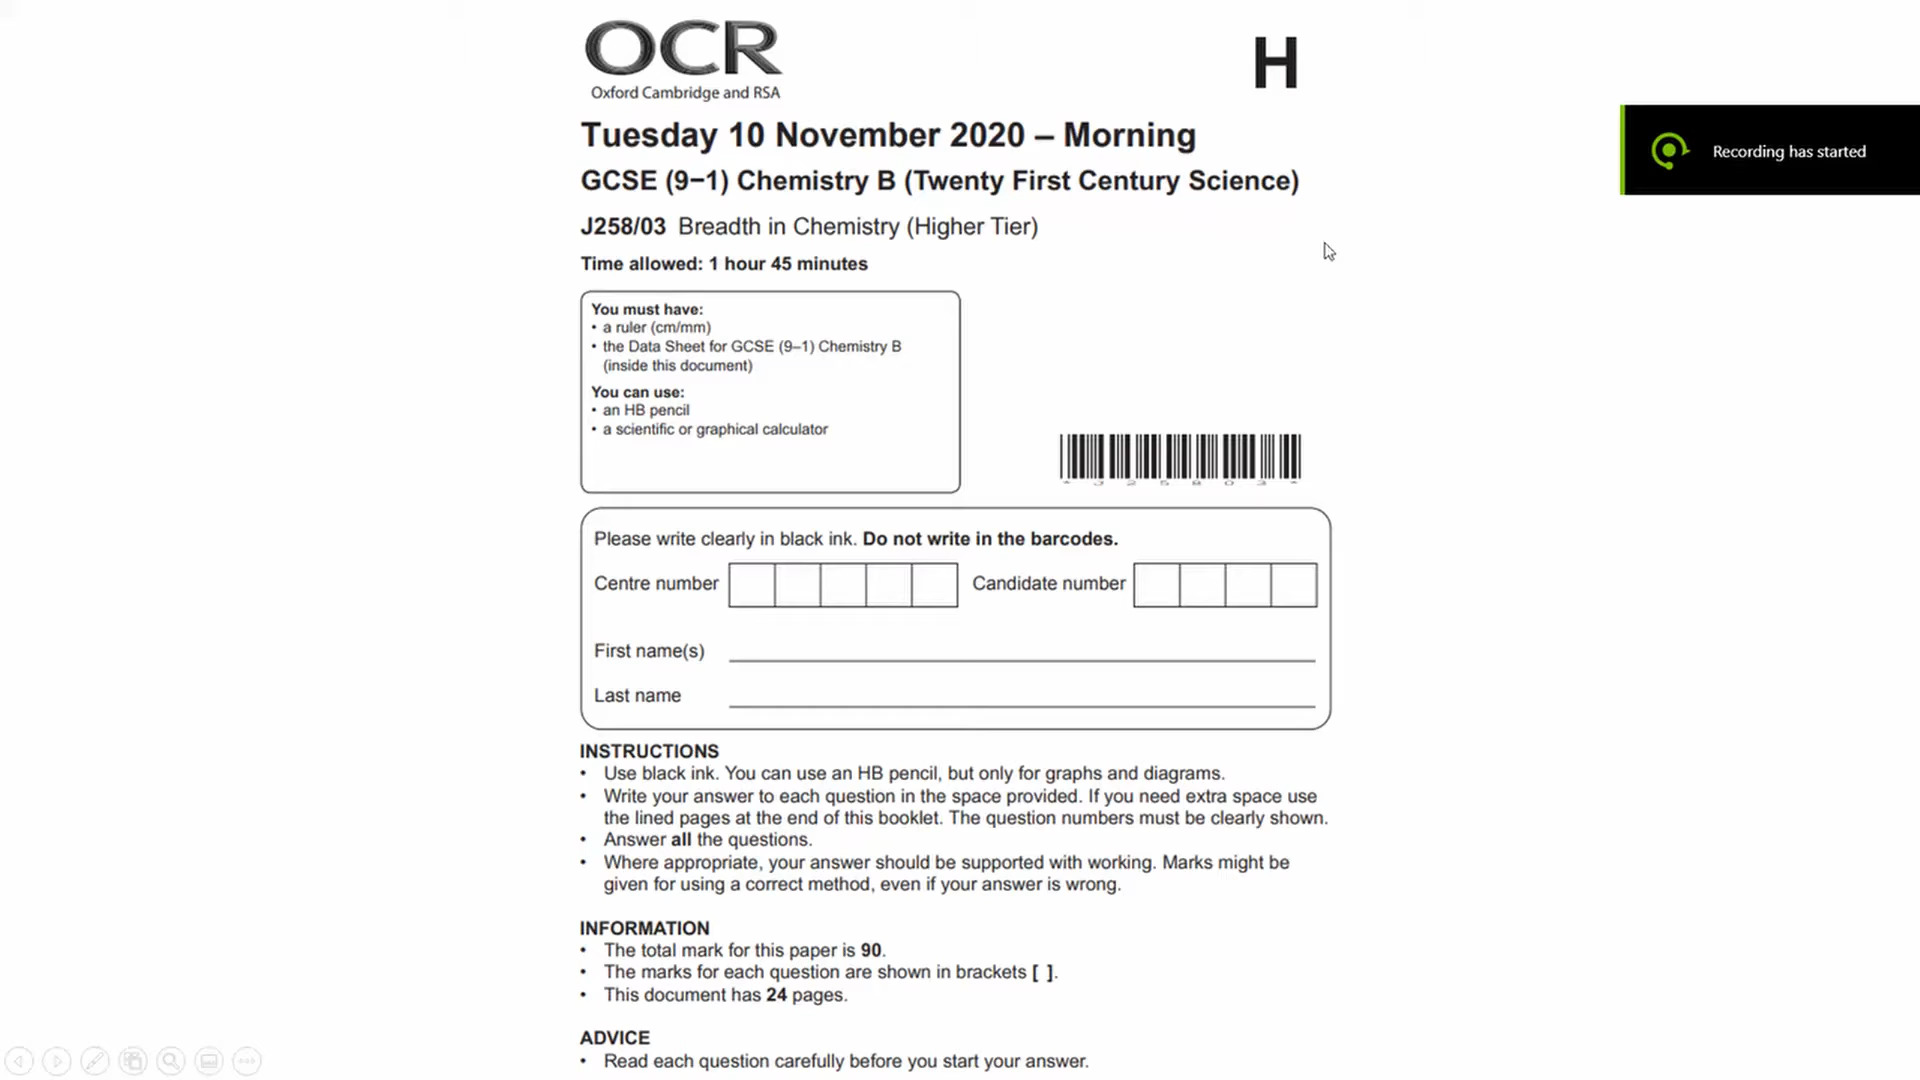 OCR
Oxford Cambridge and RSA
H
Tuesday 10 November 2020 – Morning
GCSE (9–1) Chemistry B (Twenty First Century Science)
J258/03 Breadth in Chemistry (Higher Tier)
Time allowed: 1 hour 45 minutes
Recording has started
You must have:
• a ruler (cm/mm)
• the Data Sheet for GCSE (9–1) Chemistry B
(inside this document)
You can use:
• an HB pencil
• a scientific or graphical calculator
* J 2 5 8 0 3 *
Please write clearly in black ink. Do not write in the barcodes.
Centre number Candidate number
First name(s)
Last name
INSTRUCTIONS
• Use black ink. You can use an HB pencil, but only for graphs and diagrams.
• Write your answer to each question in the space provided. If you need extra space use
the lined pages at the end of this booklet. The question numbers must be clearly shown.
• Answer all the questions.
• Where appropriate, your answer should be supported with working. Marks might be
given for using a correct method, even if your answer is wrong.
INFORMATION
• The total mark for this paper is 90.
• The marks for each question are shown in brackets [ ].
• This document has 24 pages.
ADVICE
• Read each question carefully before you start your answer.